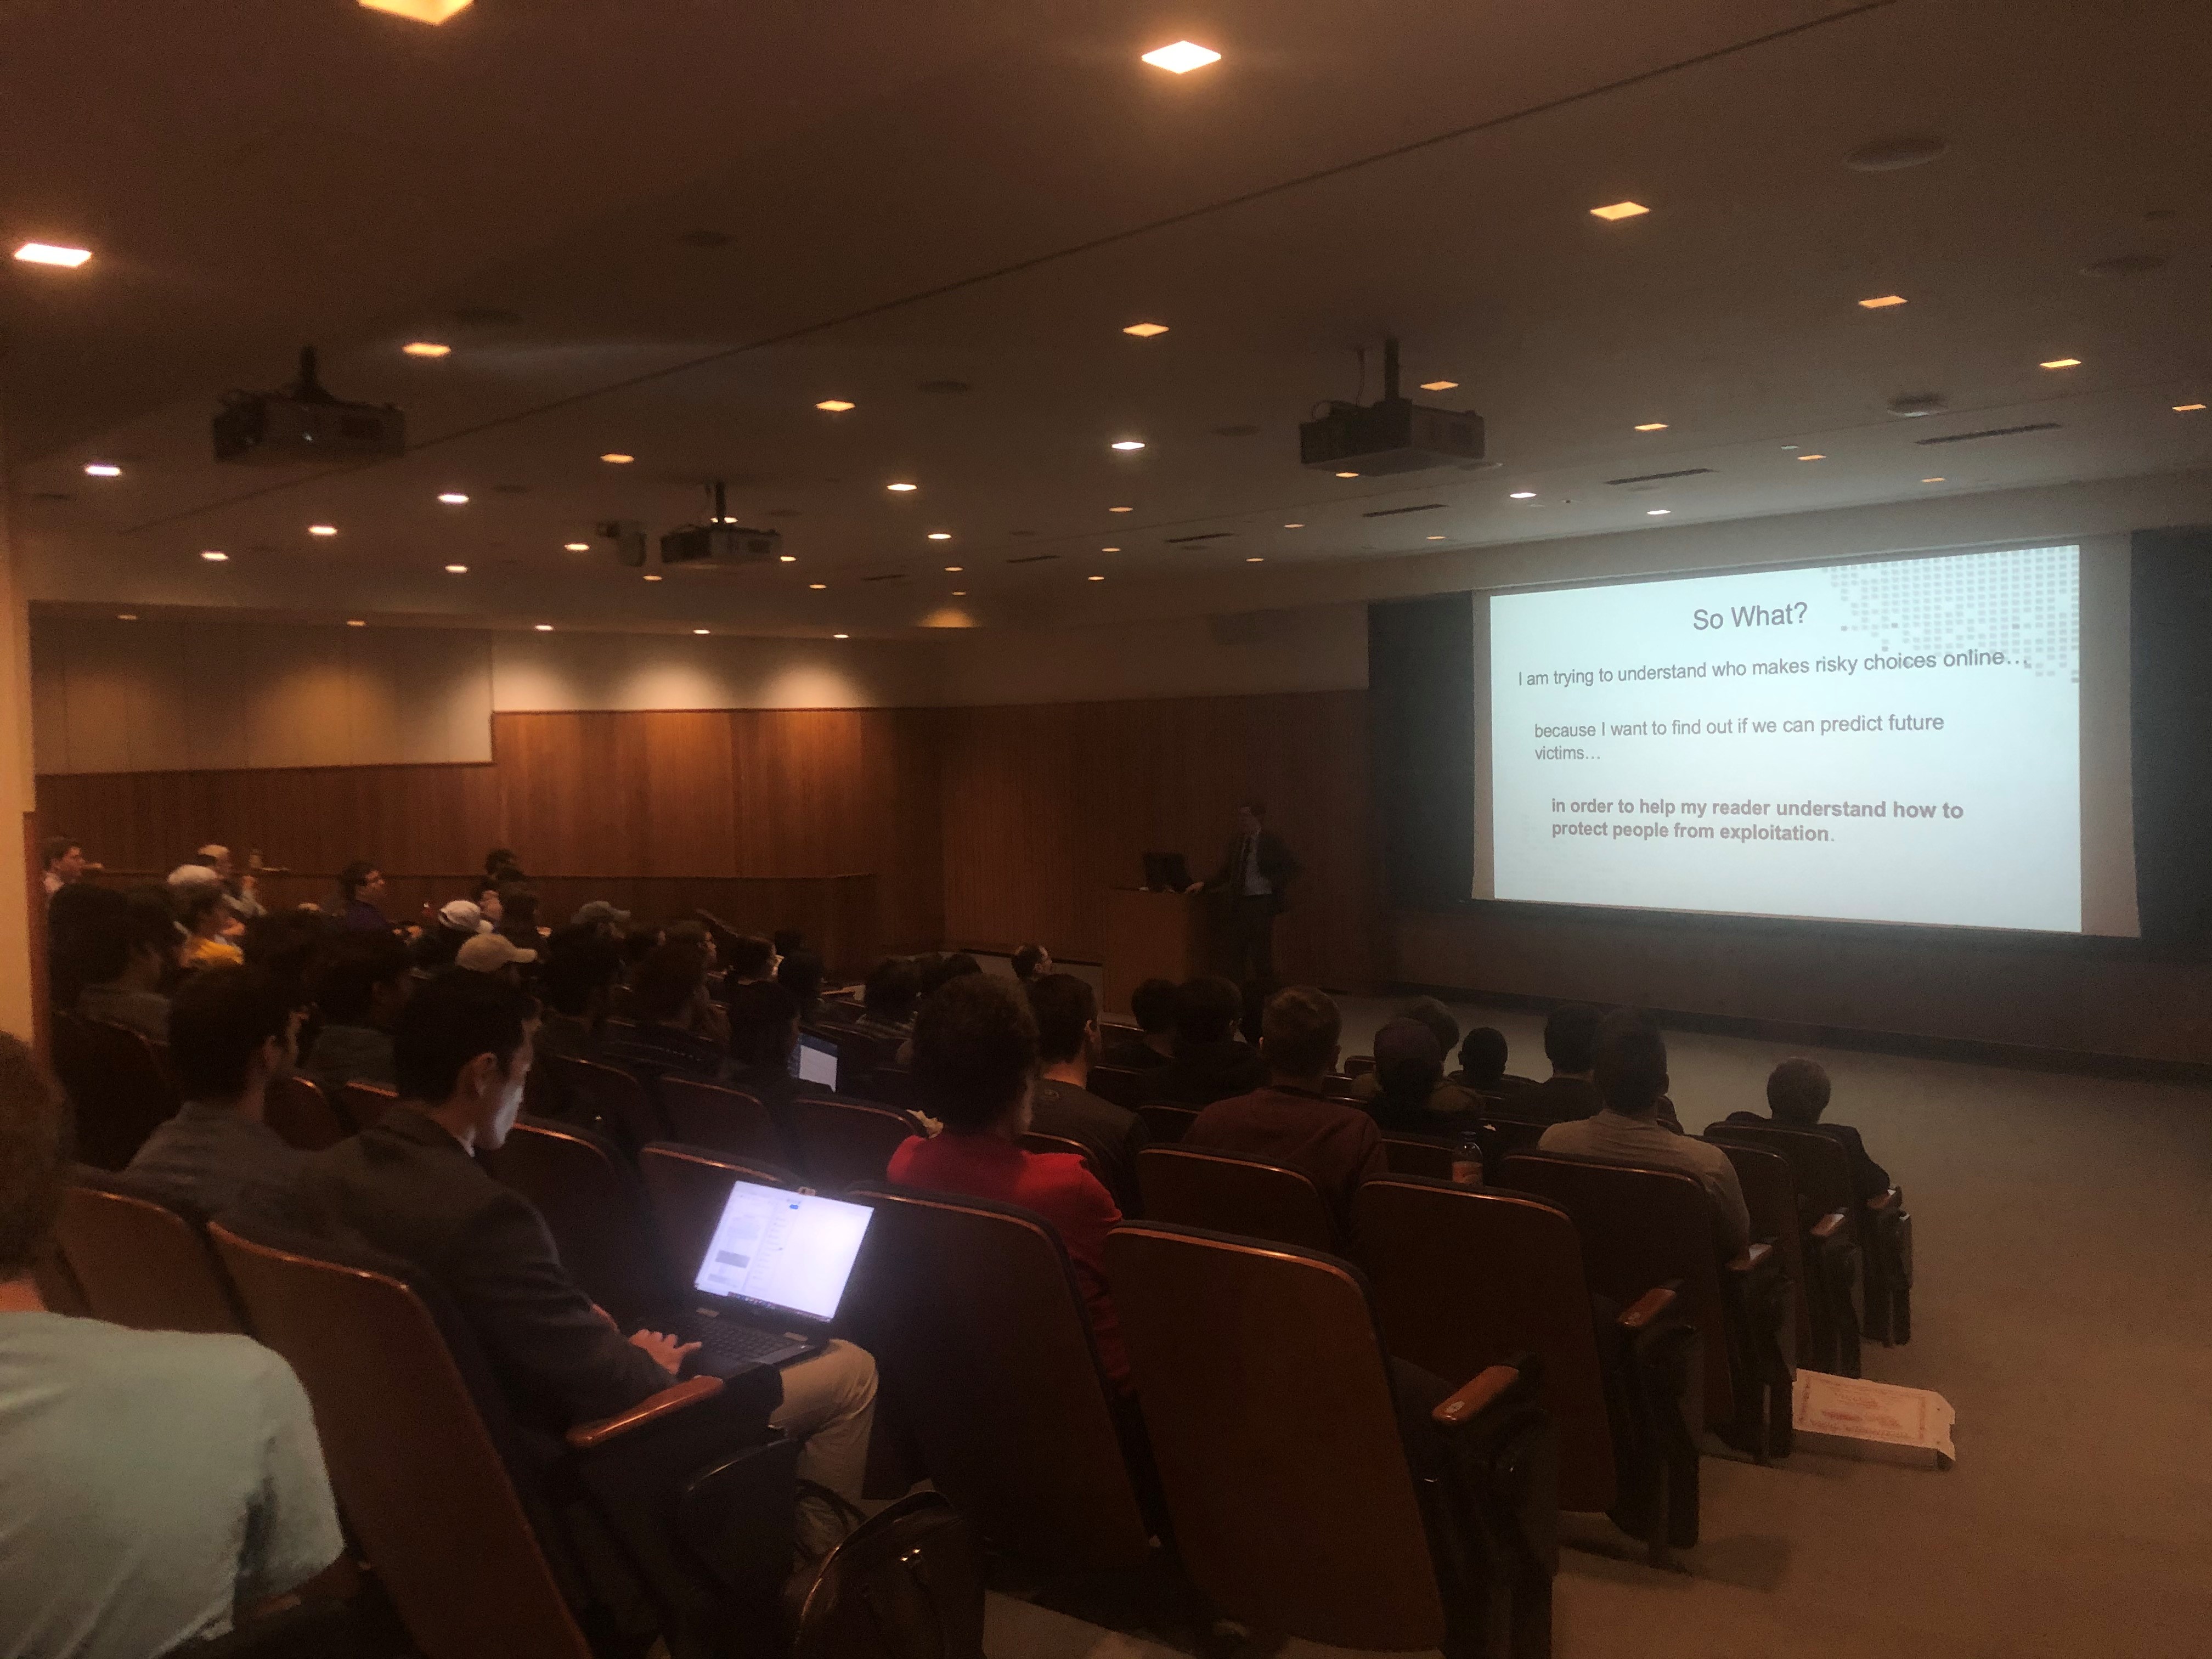 So What?
I am trying to understand who makes risky choices online...
because I want to find out if we can predict future
victims...
in order to help my reader understand how to
protect people from exploitation.